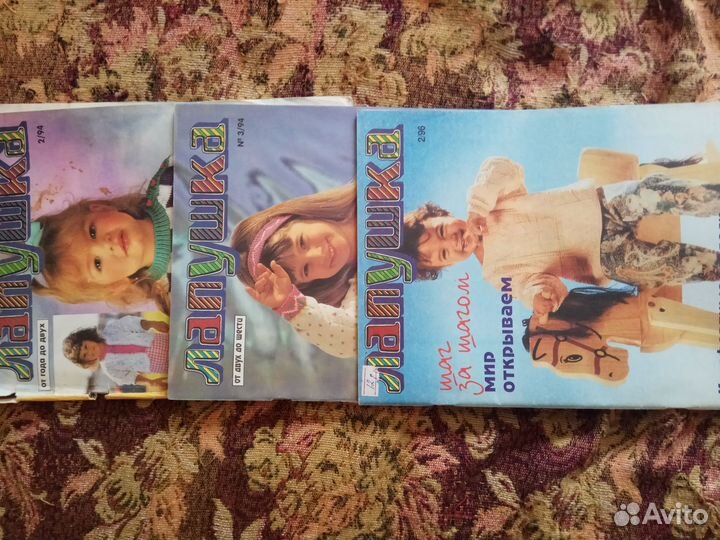 Лапушка
2/94
от года до двух
Лапушка
№ 3/94
от двух до шести
Лапушка
2/96
шаг
за шагом
мир
открываем
Avito